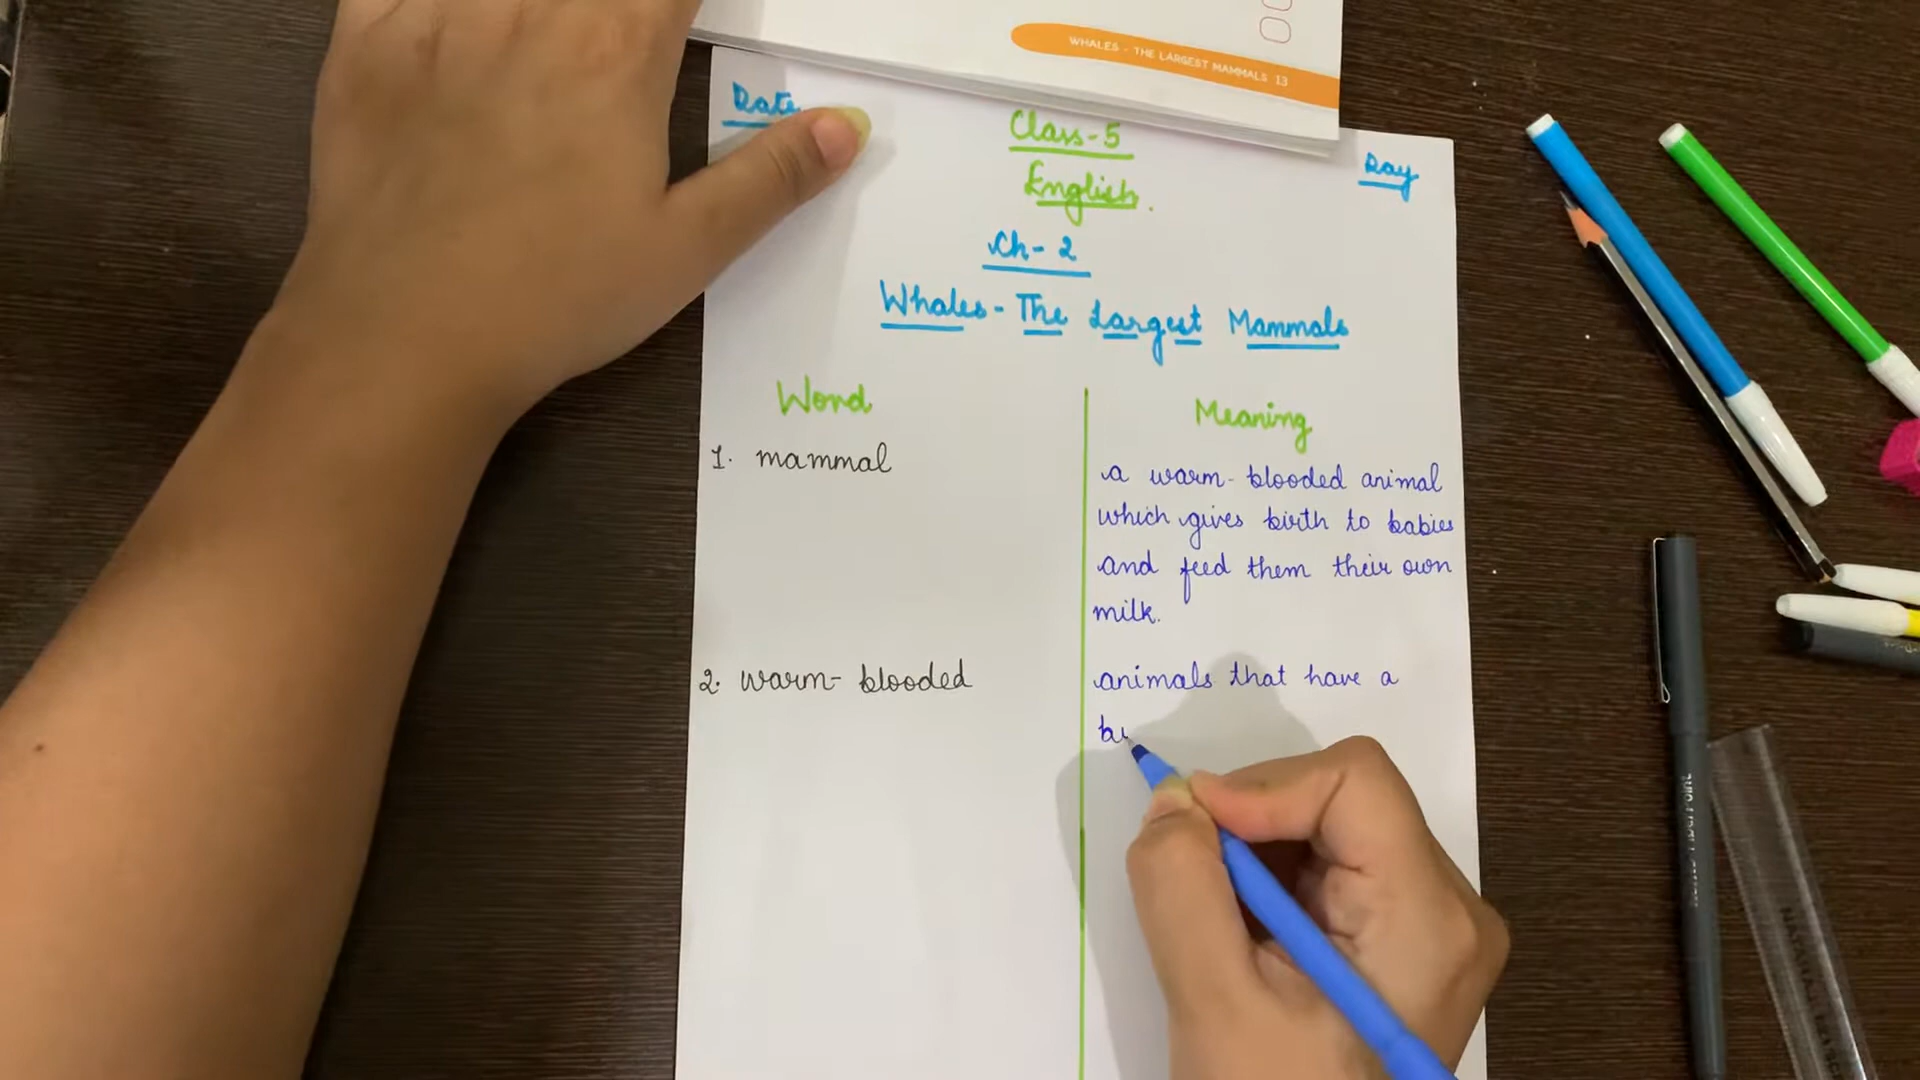 WHALES - THE LARGEST MAMMALS 13
Date
Class-5
Day
English.
Ch-2
Whales-The Largest Mammals
Word
Meaning
1. mammal
a warm-blooded animal
which gives birth to babies
and feed them their own
milk.
2. warm-blooded
animals that have a
bu